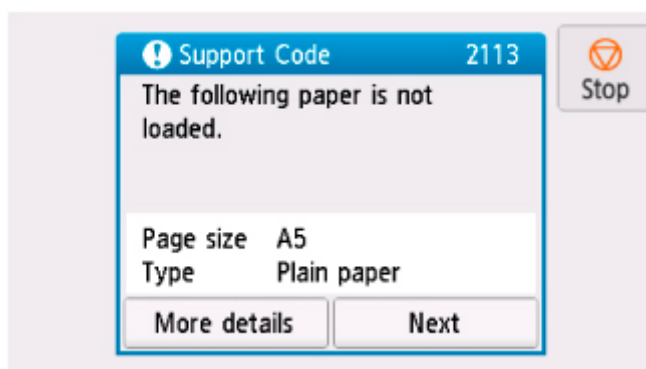 Support Code 2113
Stop
The following paper is not
loaded.
Page size A5
Type Plain paper
More details Next